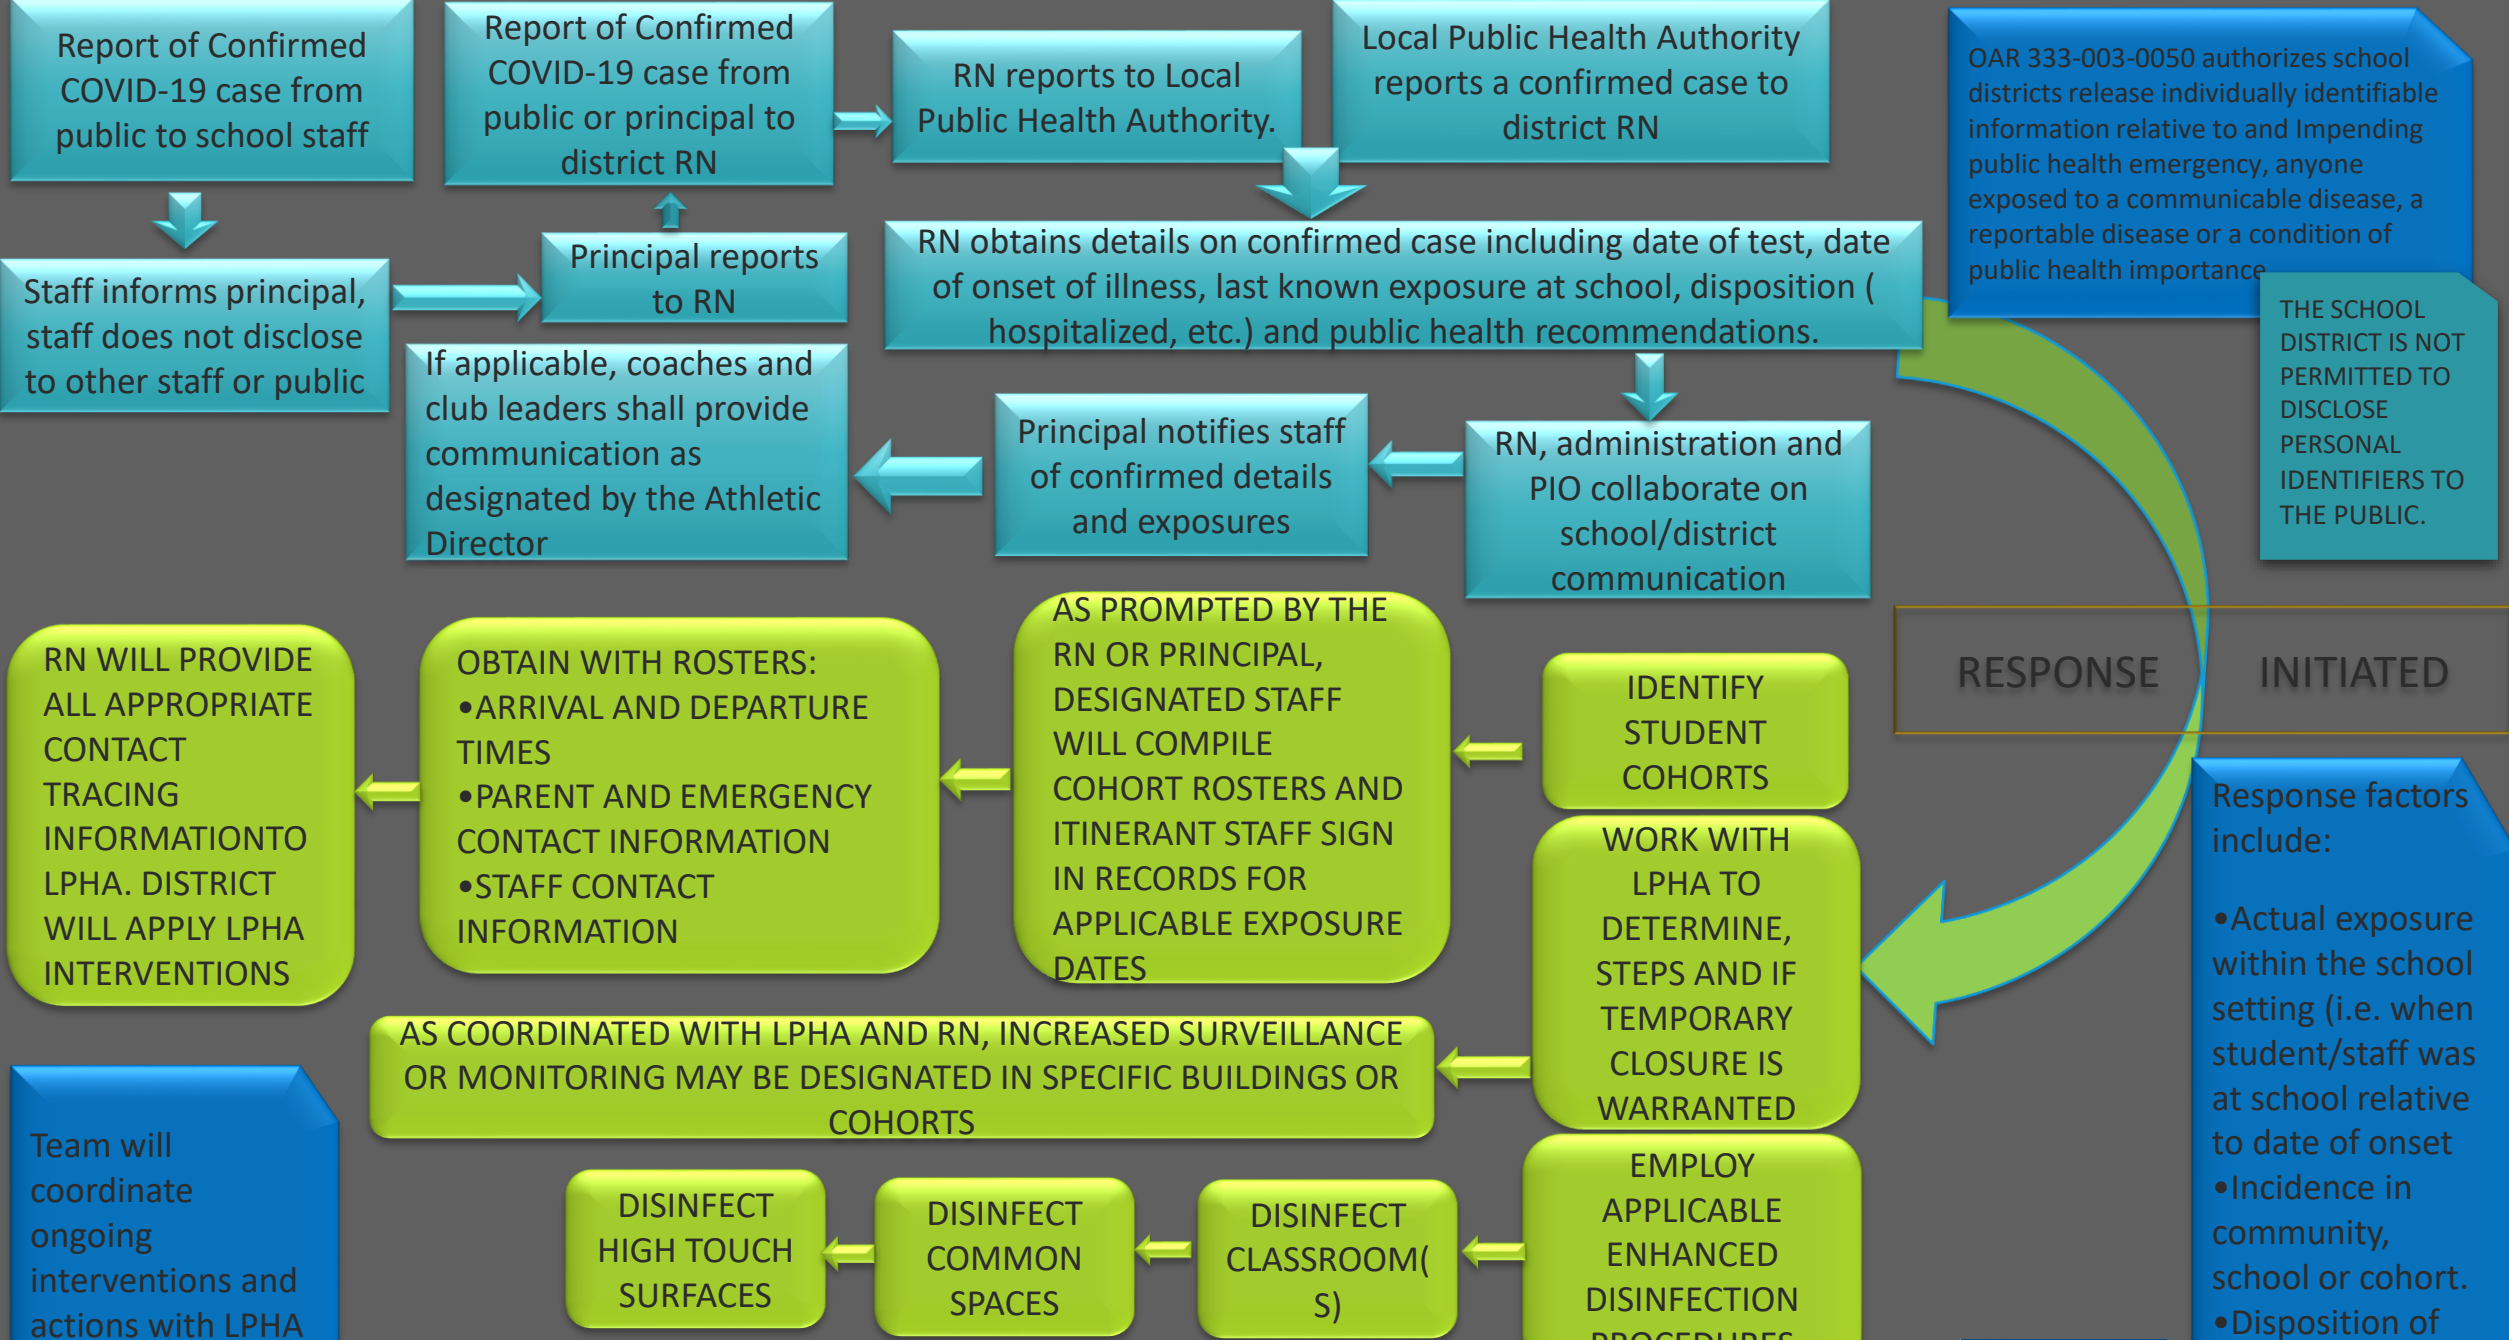 Report of Confirmed
COVID-19 case from
public to school staff
Report of Confirmed
COVID-19 case from
public or principal to
district RN
RN reports to Local
Public Health Authority.
Local Public Health Authority
reports a confirmed case to
district RN
OAR 333-003-0050 authorizes school
districts release individually identifiable
information relative to and Impending
public health emergency, anyone
exposed to a communicable disease, a
reportable disease or a condition of
public health importance
THE SCHOOL
DISTRICT IS NOT
PERMITTED TO
DISCLOSE
PERSONAL
IDENTIFIERS TO
THE PUBLIC.
Staff informs principal,
staff does not disclose
to other staff or public
Principal reports
to RN
RN obtains details on confirmed case including date of test, date
of onset of illness, last known exposure at school, disposition (
hospitalized, etc.) and public health recommendations.
If applicable, coaches and
club leaders shall provide
communication as
designated by the Athletic
Director
Principal notifies staff
of confirmed details
and exposures
RN, administration and
PIO collaborate on
school/district
communication
RESPONSE INITIATED
RN WILL PROVIDE
ALL APPROPRIATE
CONTACT
TRACING
INFORMATIONTO
LPHA. DISTRICT
WILL APPLY LPHA
INTERVENTIONS
OBTAIN WITH ROSTERS:
•ARRIVAL AND DEPARTURE
TIMES
•PARENT AND EMERGENCY
CONTACT INFORMATION
•STAFF CONTACT
INFORMATION
AS PROMPTED BY THE
RN OR PRINCIPAL,
DESIGNATED STAFF
WILL COMPILE
COHORT ROSTERS AND
ITINERANT STAFF SIGN
IN RECORDS FOR
APPLICABLE EXPOSURE
DATES
IDENTIFY
STUDENT
COHORTS
WORK WITH
LPHA TO
DETERMINE,
STEPS AND IF
TEMPORARY
CLOSURE IS
WARRANTED
Response factors
include:
•Actual exposure
within the school
setting (i.e. when
student/staff was
at school relative
to date of onset
•Incidence in
community,
school or cohort.
•Disposition of
AS COORDINATED WITH LPHA AND RN, INCREASED SURVEILLANCE
OR MONITORING MAY BE DESIGNATED IN SPECIFIC BUILDINGS OR
COHORTS
Team will
coordinate
ongoing
interventions and
actions with LPHA
DISINFECT
HIGH TOUCH
SURFACES
DISINFECT
COMMON
SPACES
DISINFECT
CLASSROOM(
S)
EMPLOY
APPLICABLE
ENHANCED
DISINFECTION
PROCEDURES